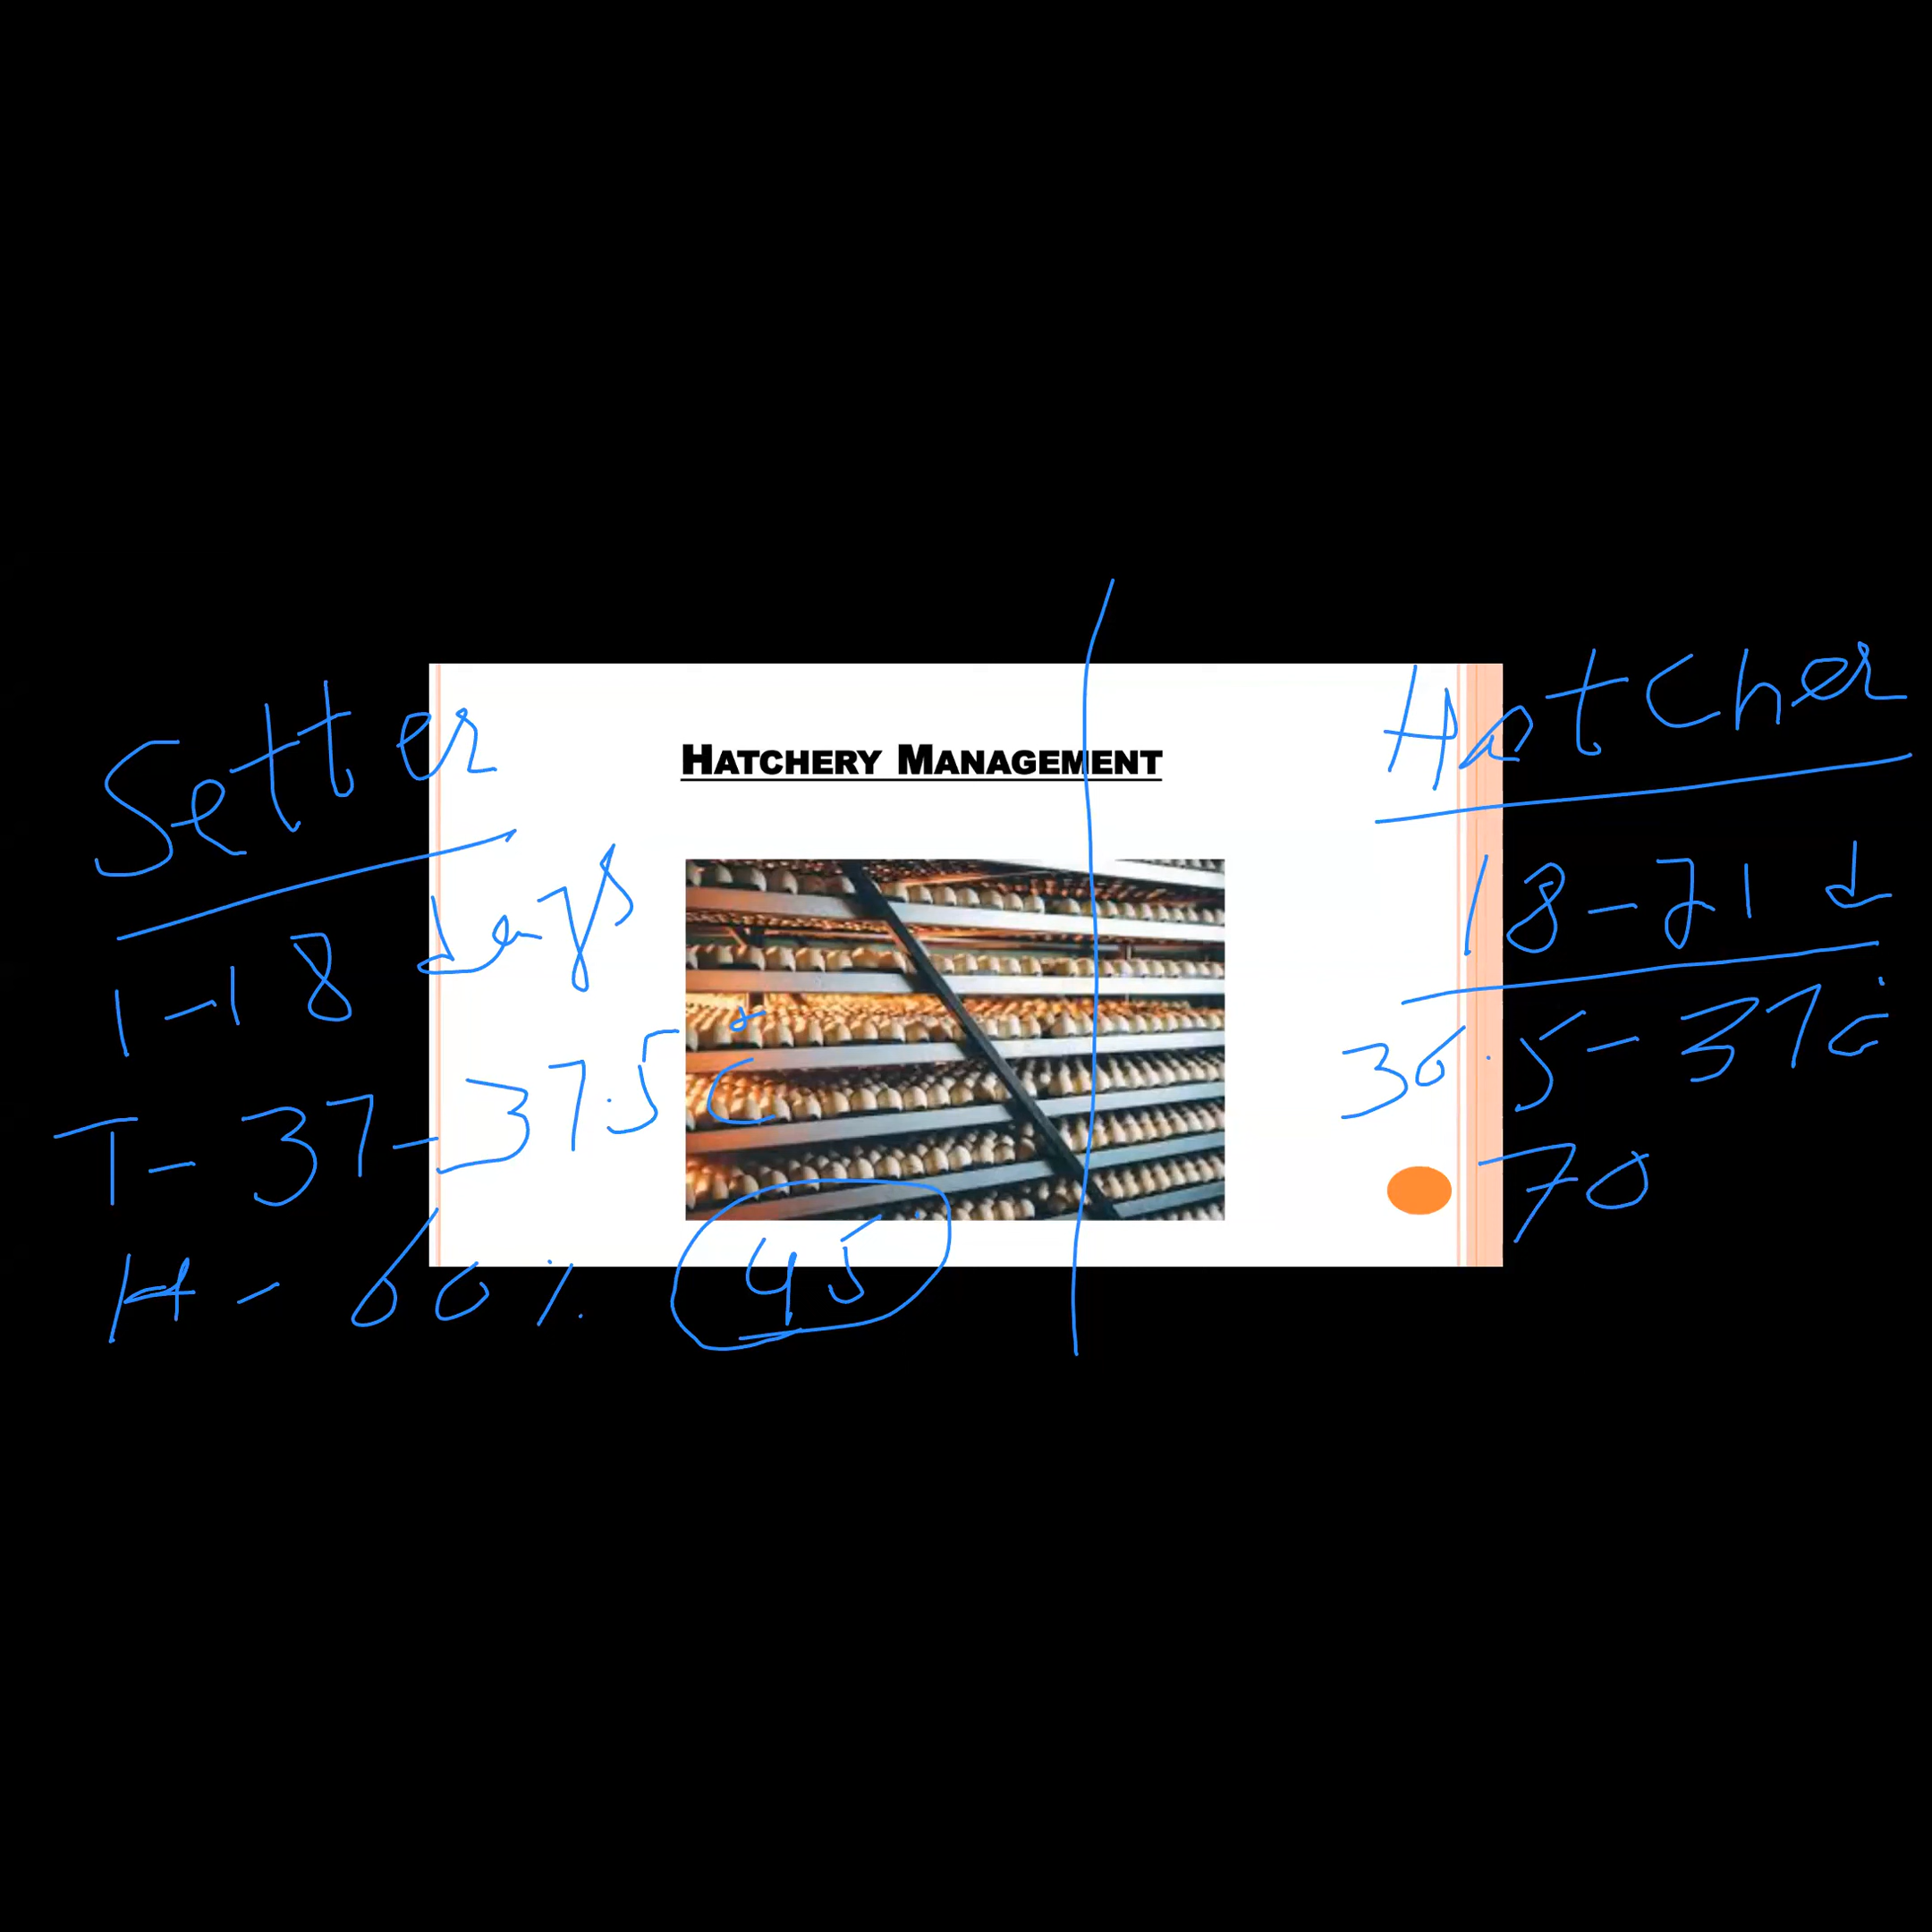 HATCHERY MANAGEMENT
Setter
1-18 days
T- 37-37.5°C
H- 60%
45°
Hatcher
18-21 d
36.5-37°C
70